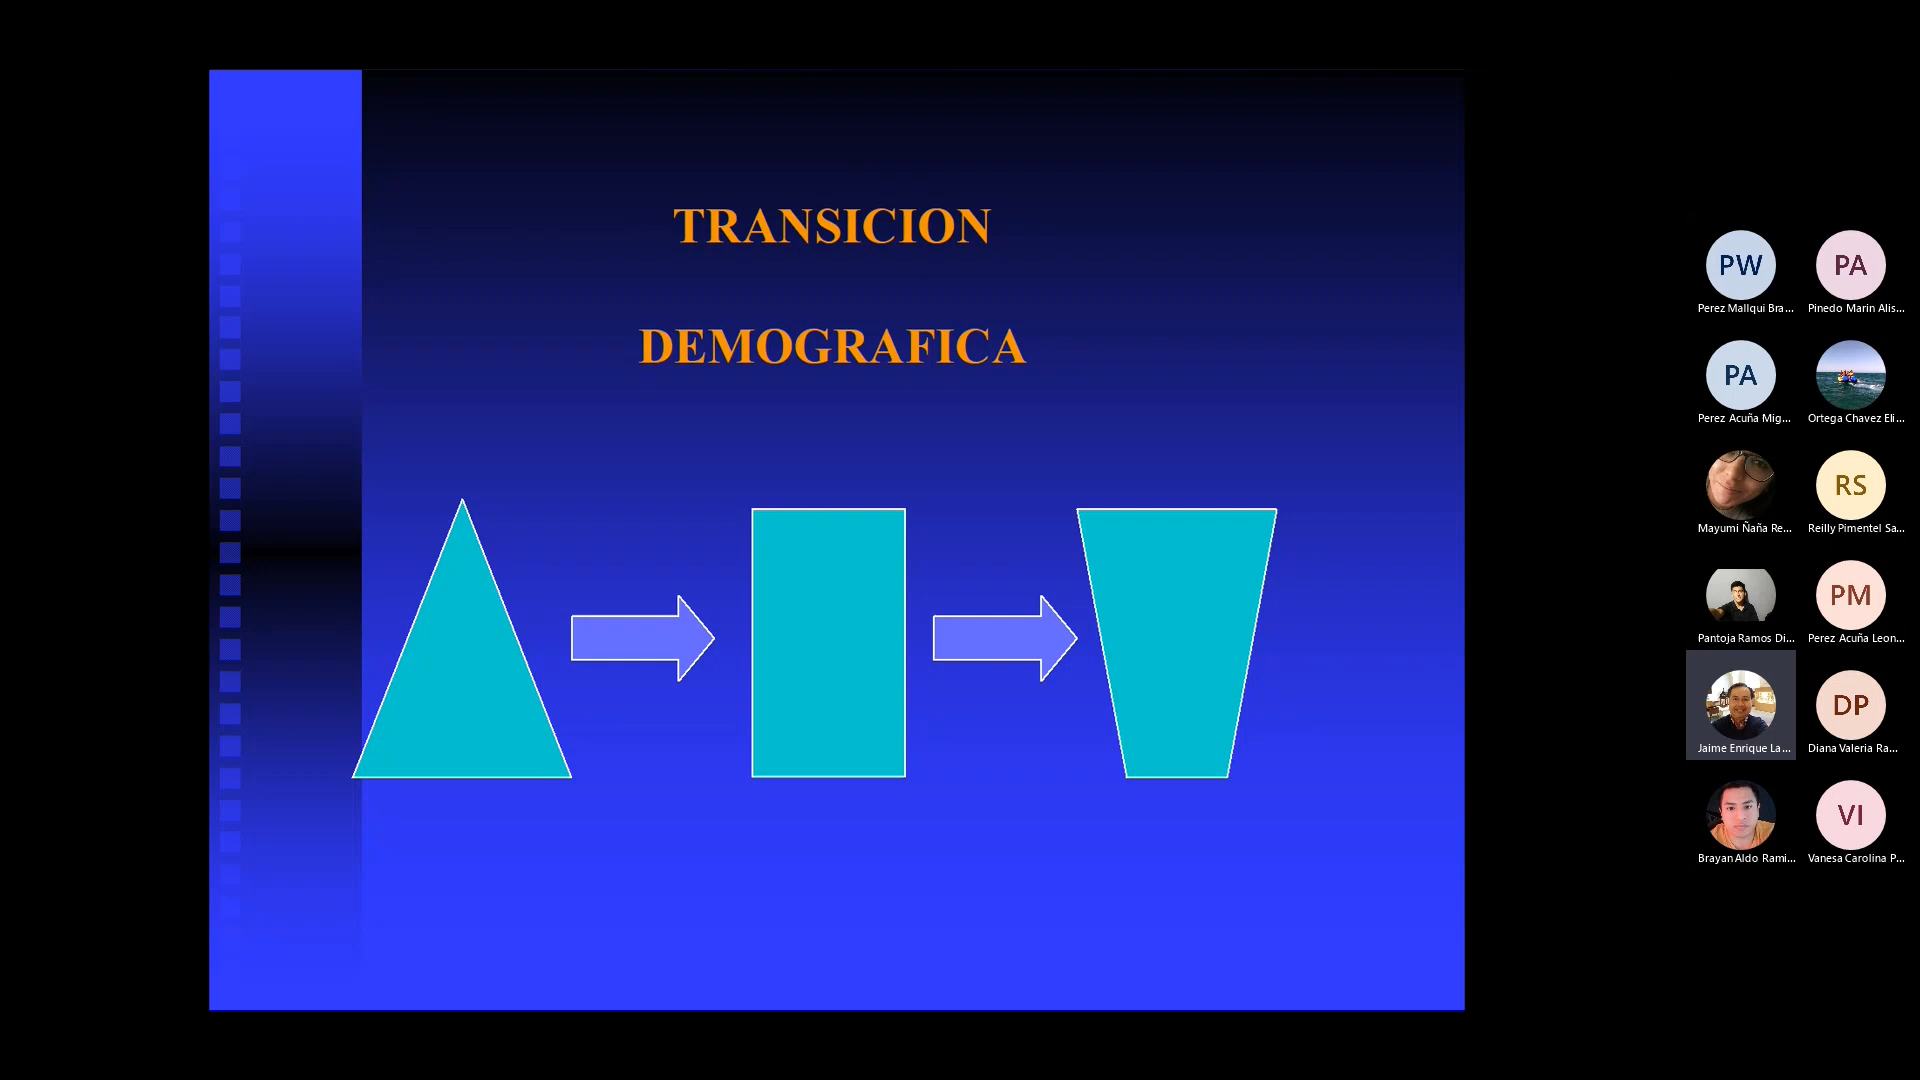 TRANSICION
DEMOGRAFICA
PW
PA
Perez Mallqui Bra...
Pinedo Marin Alis...
PA
Perez Acuña Mig...
Ortega Chavez Eli...
RS
Mayumi Ñaña Re...
Reilly Pimentel Sa...
PM
Pantoja Ramos Di...
Perez Acuña Leon...
DP
Jaime Enrique La...
Diana Valeria Ra...
VI
Brayan Aldo Rami...
Vanesa Carolina P...